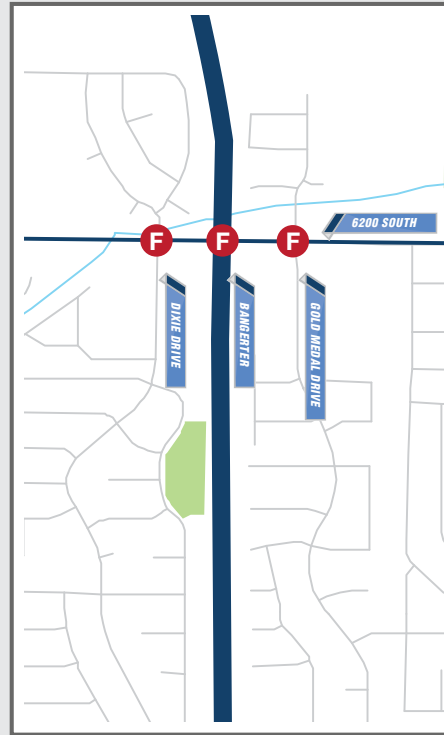 6200 SOUTH
F
F
F
DIXIE DRIVE
BANGERTER
GOLD MEDAL DRIVE